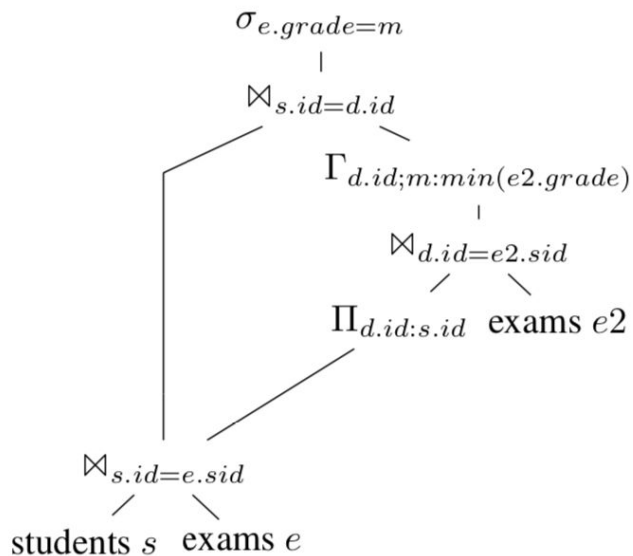 σ_{e.grade=m}
⋈_{s.id=d.id}
Γ_{d.id;m:min(e2.grade)}
⋈_{d.id=e2.sid}
Π_{d.id:s.id} exams e2
⋈_{s.id=e.sid}
students s exams e